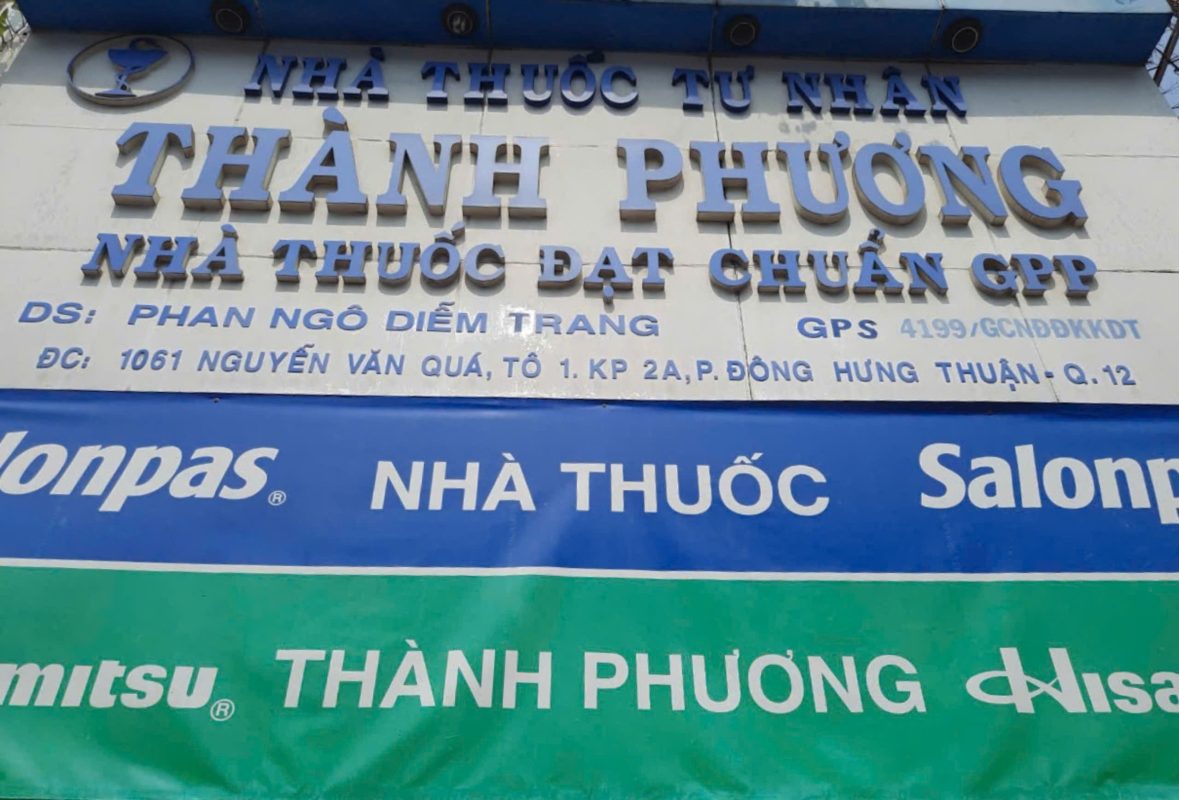 NHÀ THUỐC TƯ NHÂN
THÀNH PHƯƠNG
NHÀ THUỐC ĐẠT CHUẨN GPP
DS: PHAN NGÔ DIỄM TRANG GPS 4199/GCNĐĐKKDT
ĐC: 1061 NGUYỄN VĂN QUÁ, TÔ 1. KP 2A, P. ĐÔNG HƯNG THUẬN - Q. 12
lonpas® NHÀ THUỐC Salonp
mitsu® THÀNH PHƯƠNG Hisa